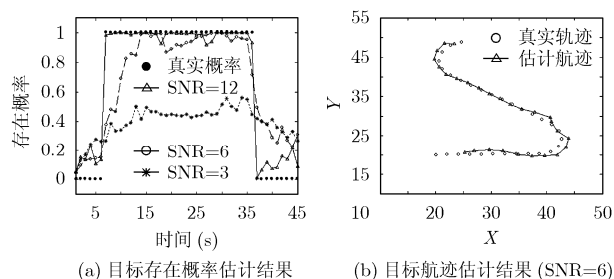 1
0.8
0.6
0.4
0.2
0
存在概率
真实概率
SNR=12
SNR=6
SNR=3
5 15 25 35 45
时间 (s)
(a) 目标存在概率估计结果
55
45
35
25
15
Y
真实轨迹
估计航迹
10 20 30 40 50
X
(b) 目标航迹估计结果 (SNR=6)